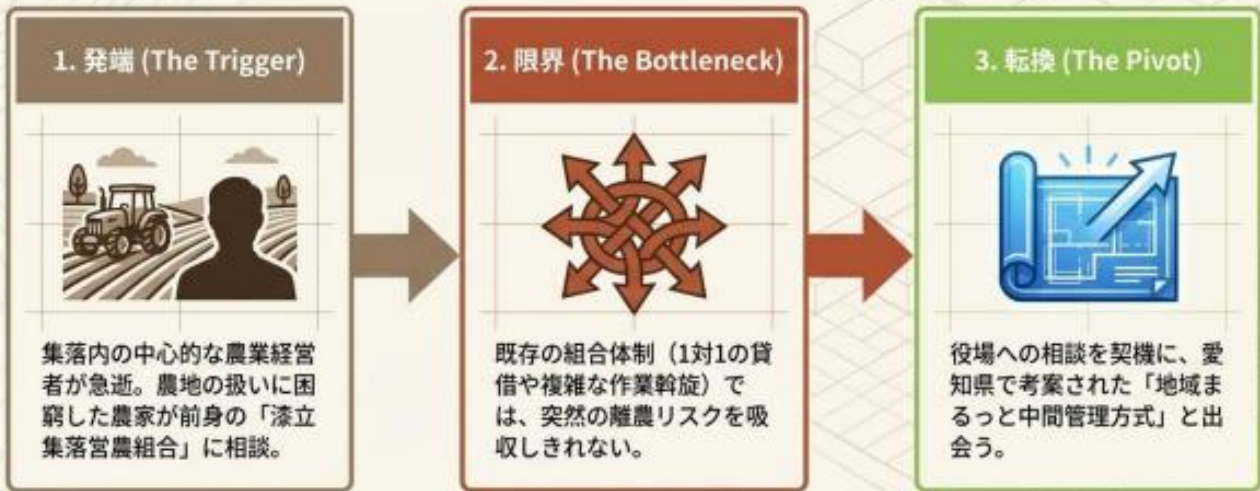 1. 発端 (The Trigger)
集落内の中心的な農業経営
者が急逝。農地の扱いに困
窮した農家が前身の「漆立
集落営農組合」に相談。
2. 限界 (The Bottleneck)
既存の組合体制（1対1の貸
借や複雑な作業斡旋）で
は、突然の離農リスクを吸
収しきれない。
3. 転換 (The Pivot)
役場への相談を契機に、愛
知県で考案された「地域ま
るっと中間管理方式」と出
会う。